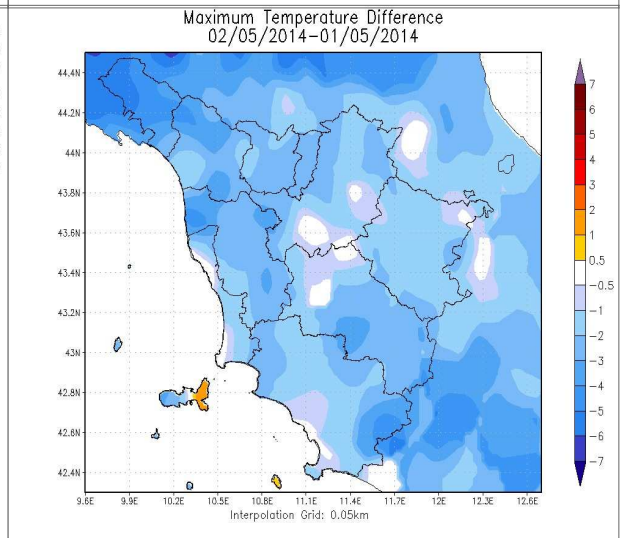 Maximum Temperature Difference
02/05/2014-01/05/2014
44.4N
44.2N
44N
43.8N
43.6N
43.4N
43.2N
43N
42.8N
42.6N
42.4N
9.6E 9.9E 10.2E 10.5E 10.8E 11.1E 11.4E 11.7E 12E 12.3E 12.6E
Interpolation Grid: 0.05km
7
6
5
4
3
2
1
0.5
-0.5
-1
-2
-3
-4
-5
-6
-7